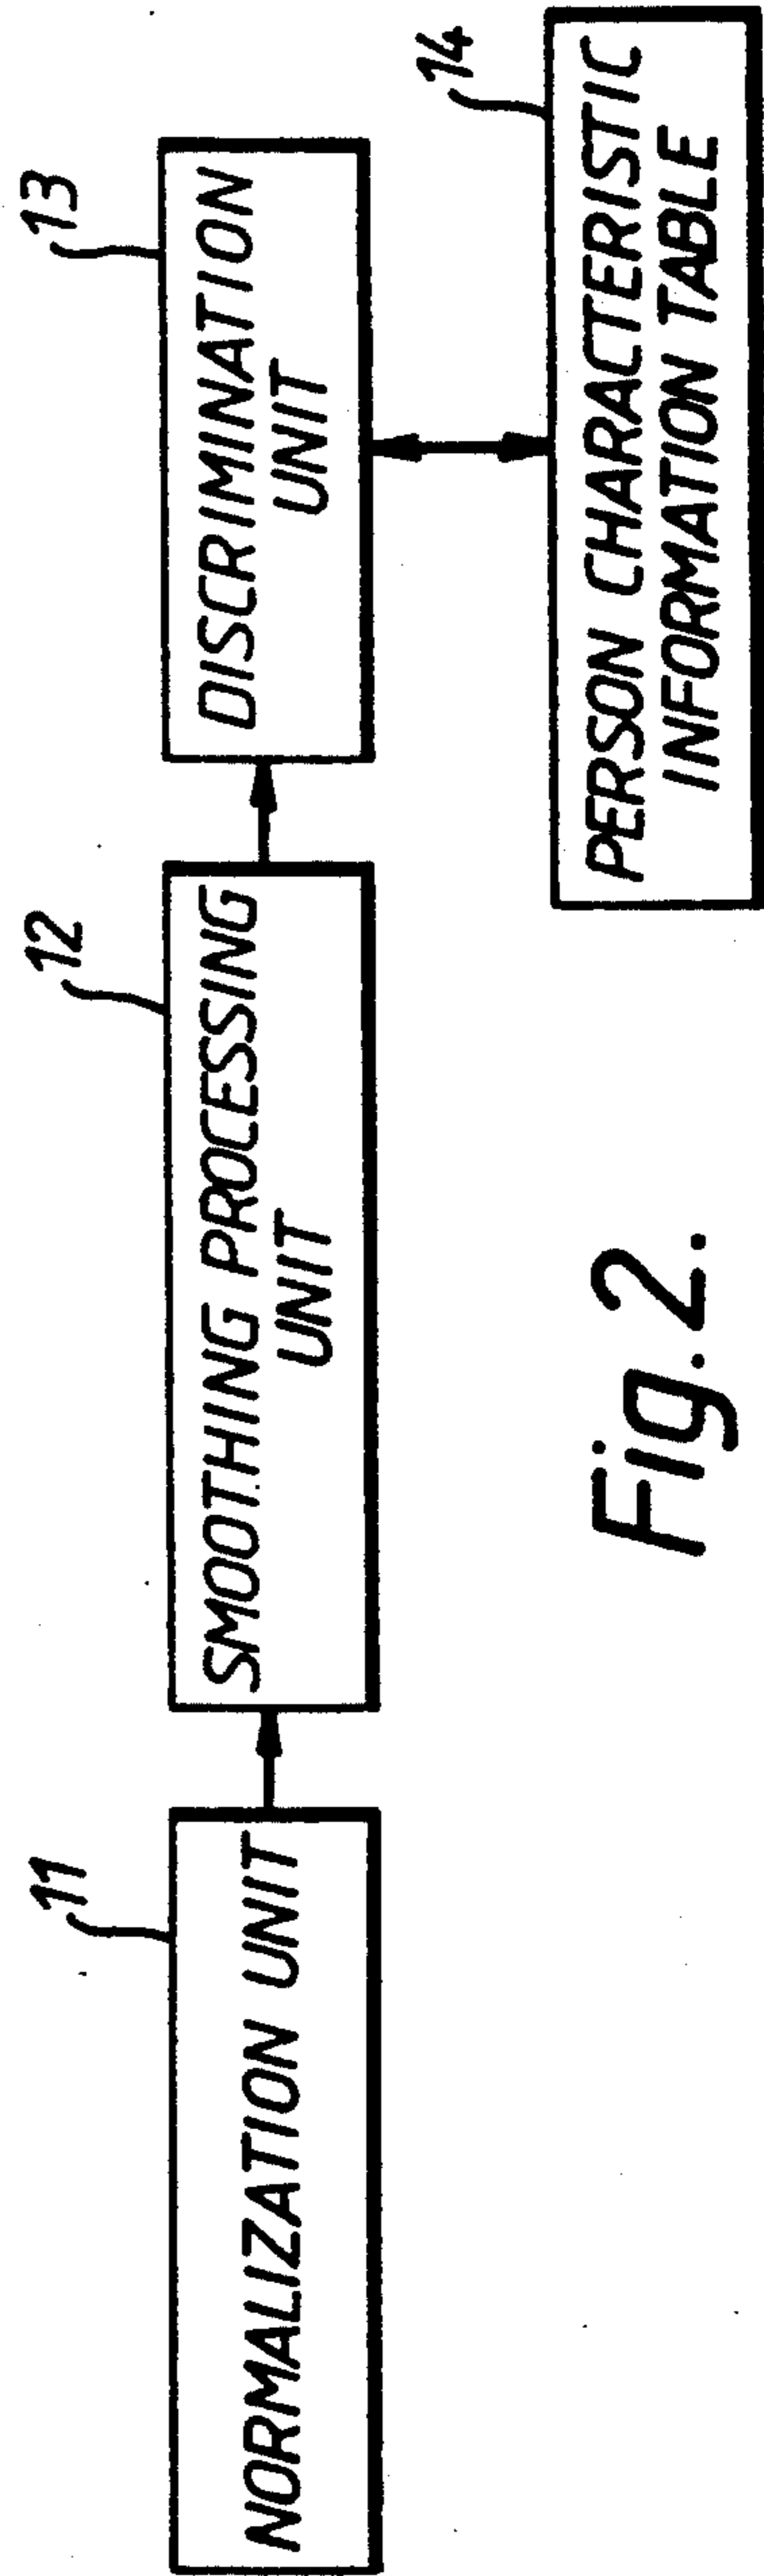 11
NORMALIZATION UNIT
12
SMOOTHING PROCESSING
UNIT
13
DISCRIMINATION
UNIT
14
PERSON CHARACTERISTIC
INFORMATION TABLE
Fig. 2.